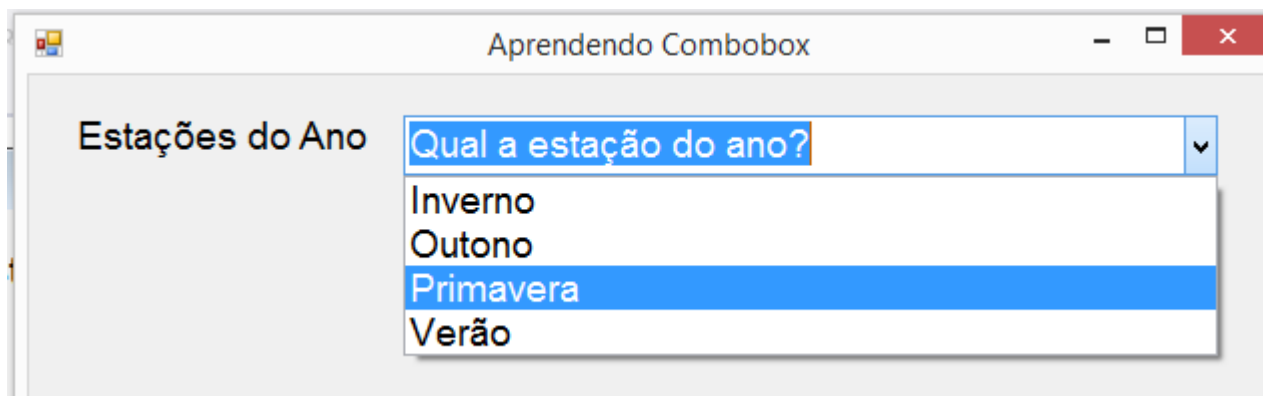 Aprendendo Combobox
Estações do Ano
Qual a estação do ano?
Inverno
Outono
Primavera
Verão